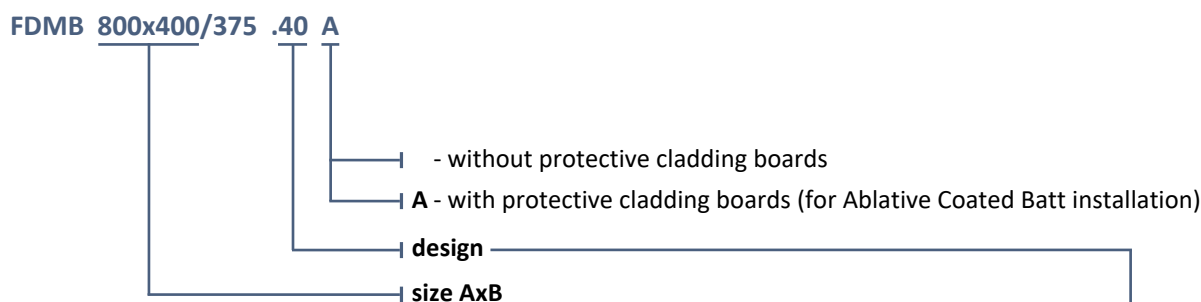 FDMB 800x400/375 .40 A
- without protective cladding boards
A - with protective cladding boards (for Ablative Coated Batt installation)
design
size AxB